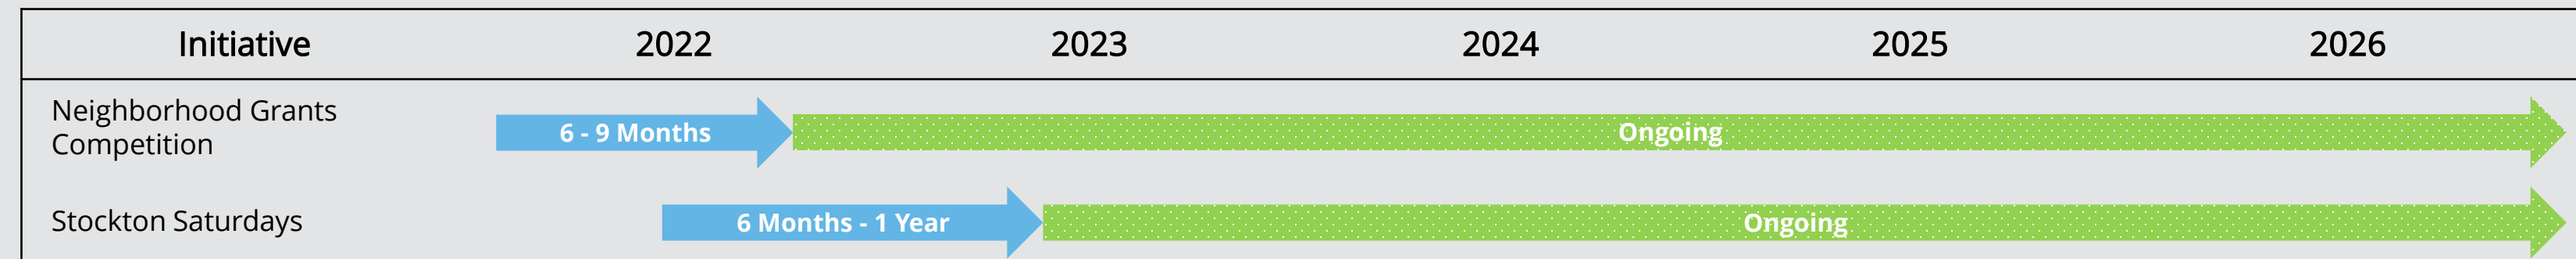 Initiative 2022 2023 2024 2025 2026
Neighborhood Grants
Competition
6 - 9 Months
Ongoing
Stockton Saturdays
6 Months - 1 Year
Ongoing